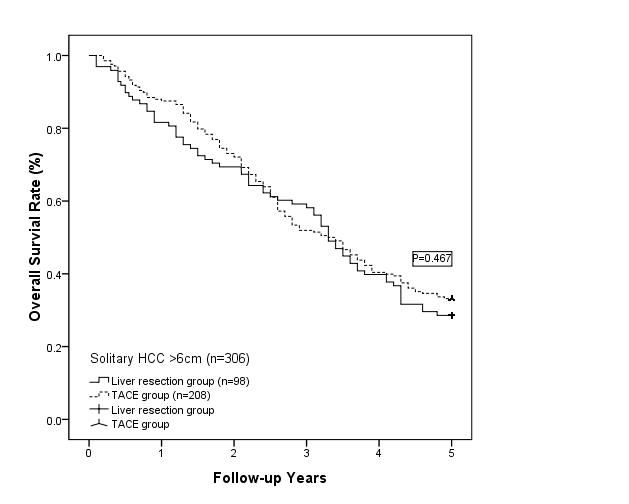 Overall Survial Rate (%)
1.0
0.8
0.6
0.4
0.2
0.0
P=0.467
Solitary HCC >6cm (n=306)
Liver resection group (n=98)
TACE group (n=208)
Liver resection group
TACE group
0 1 2 3 4 5
Follow-up Years